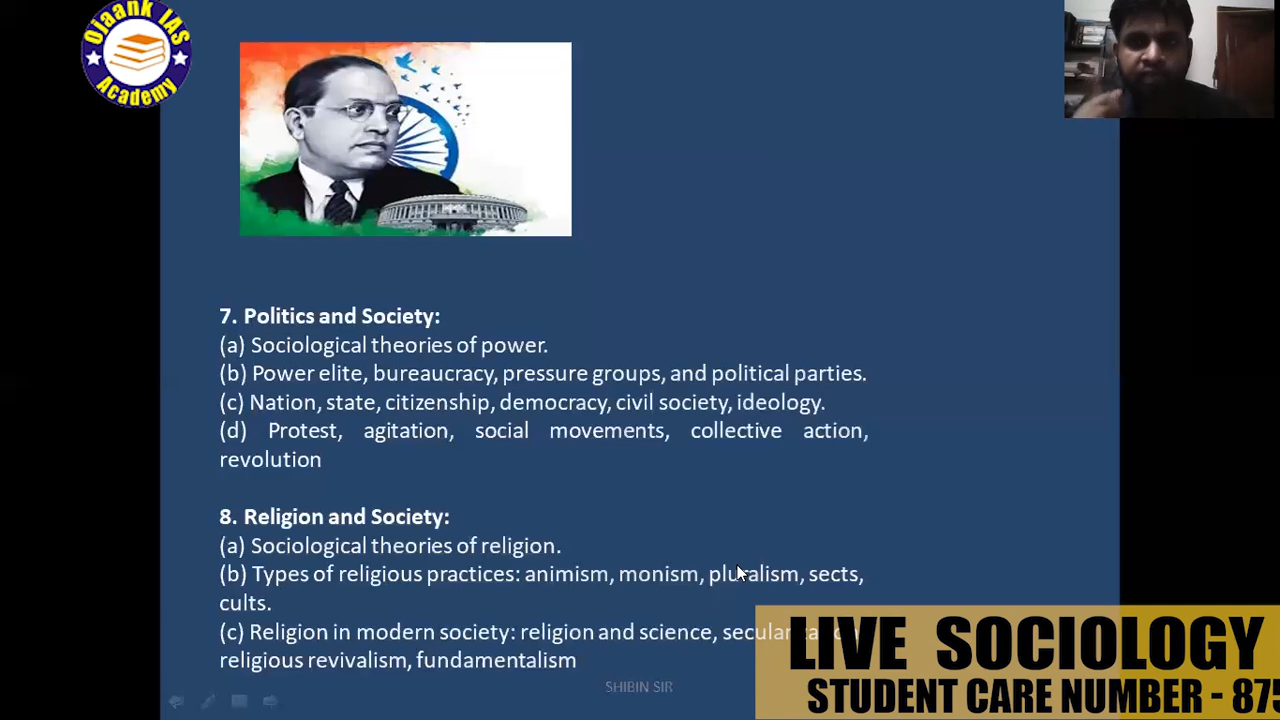 Ojaank IAS
Academy
7. Politics and Society:
(a) Sociological theories of power.
(b) Power elite, bureaucracy, pressure groups, and political parties.
(c) Nation, state, citizenship, democracy, civil society, ideology.
(d) Protest, agitation, social movements, collective action,
revolution
8. Religion and Society:
(a) Sociological theories of religion.
(b) Types of religious practices: animism, monism, pluralism, sects,
cults.
(c) Religion in modern society: religion and science,
religious revivalism, fundamentalism
SHIBIN SIR
LIVE SOCIOLOGY
STUDENT CARE NUMBER - 875